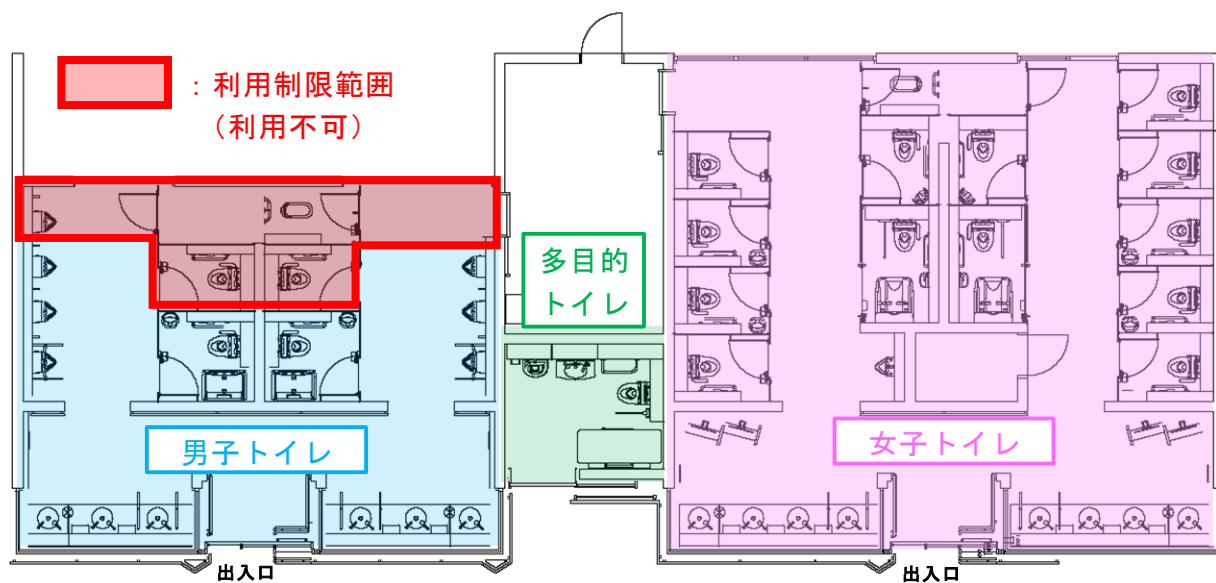 ：利用制限範囲
（利用不可）
多目的
トイレ
男子トイレ
女子トイレ
出入口
出入口